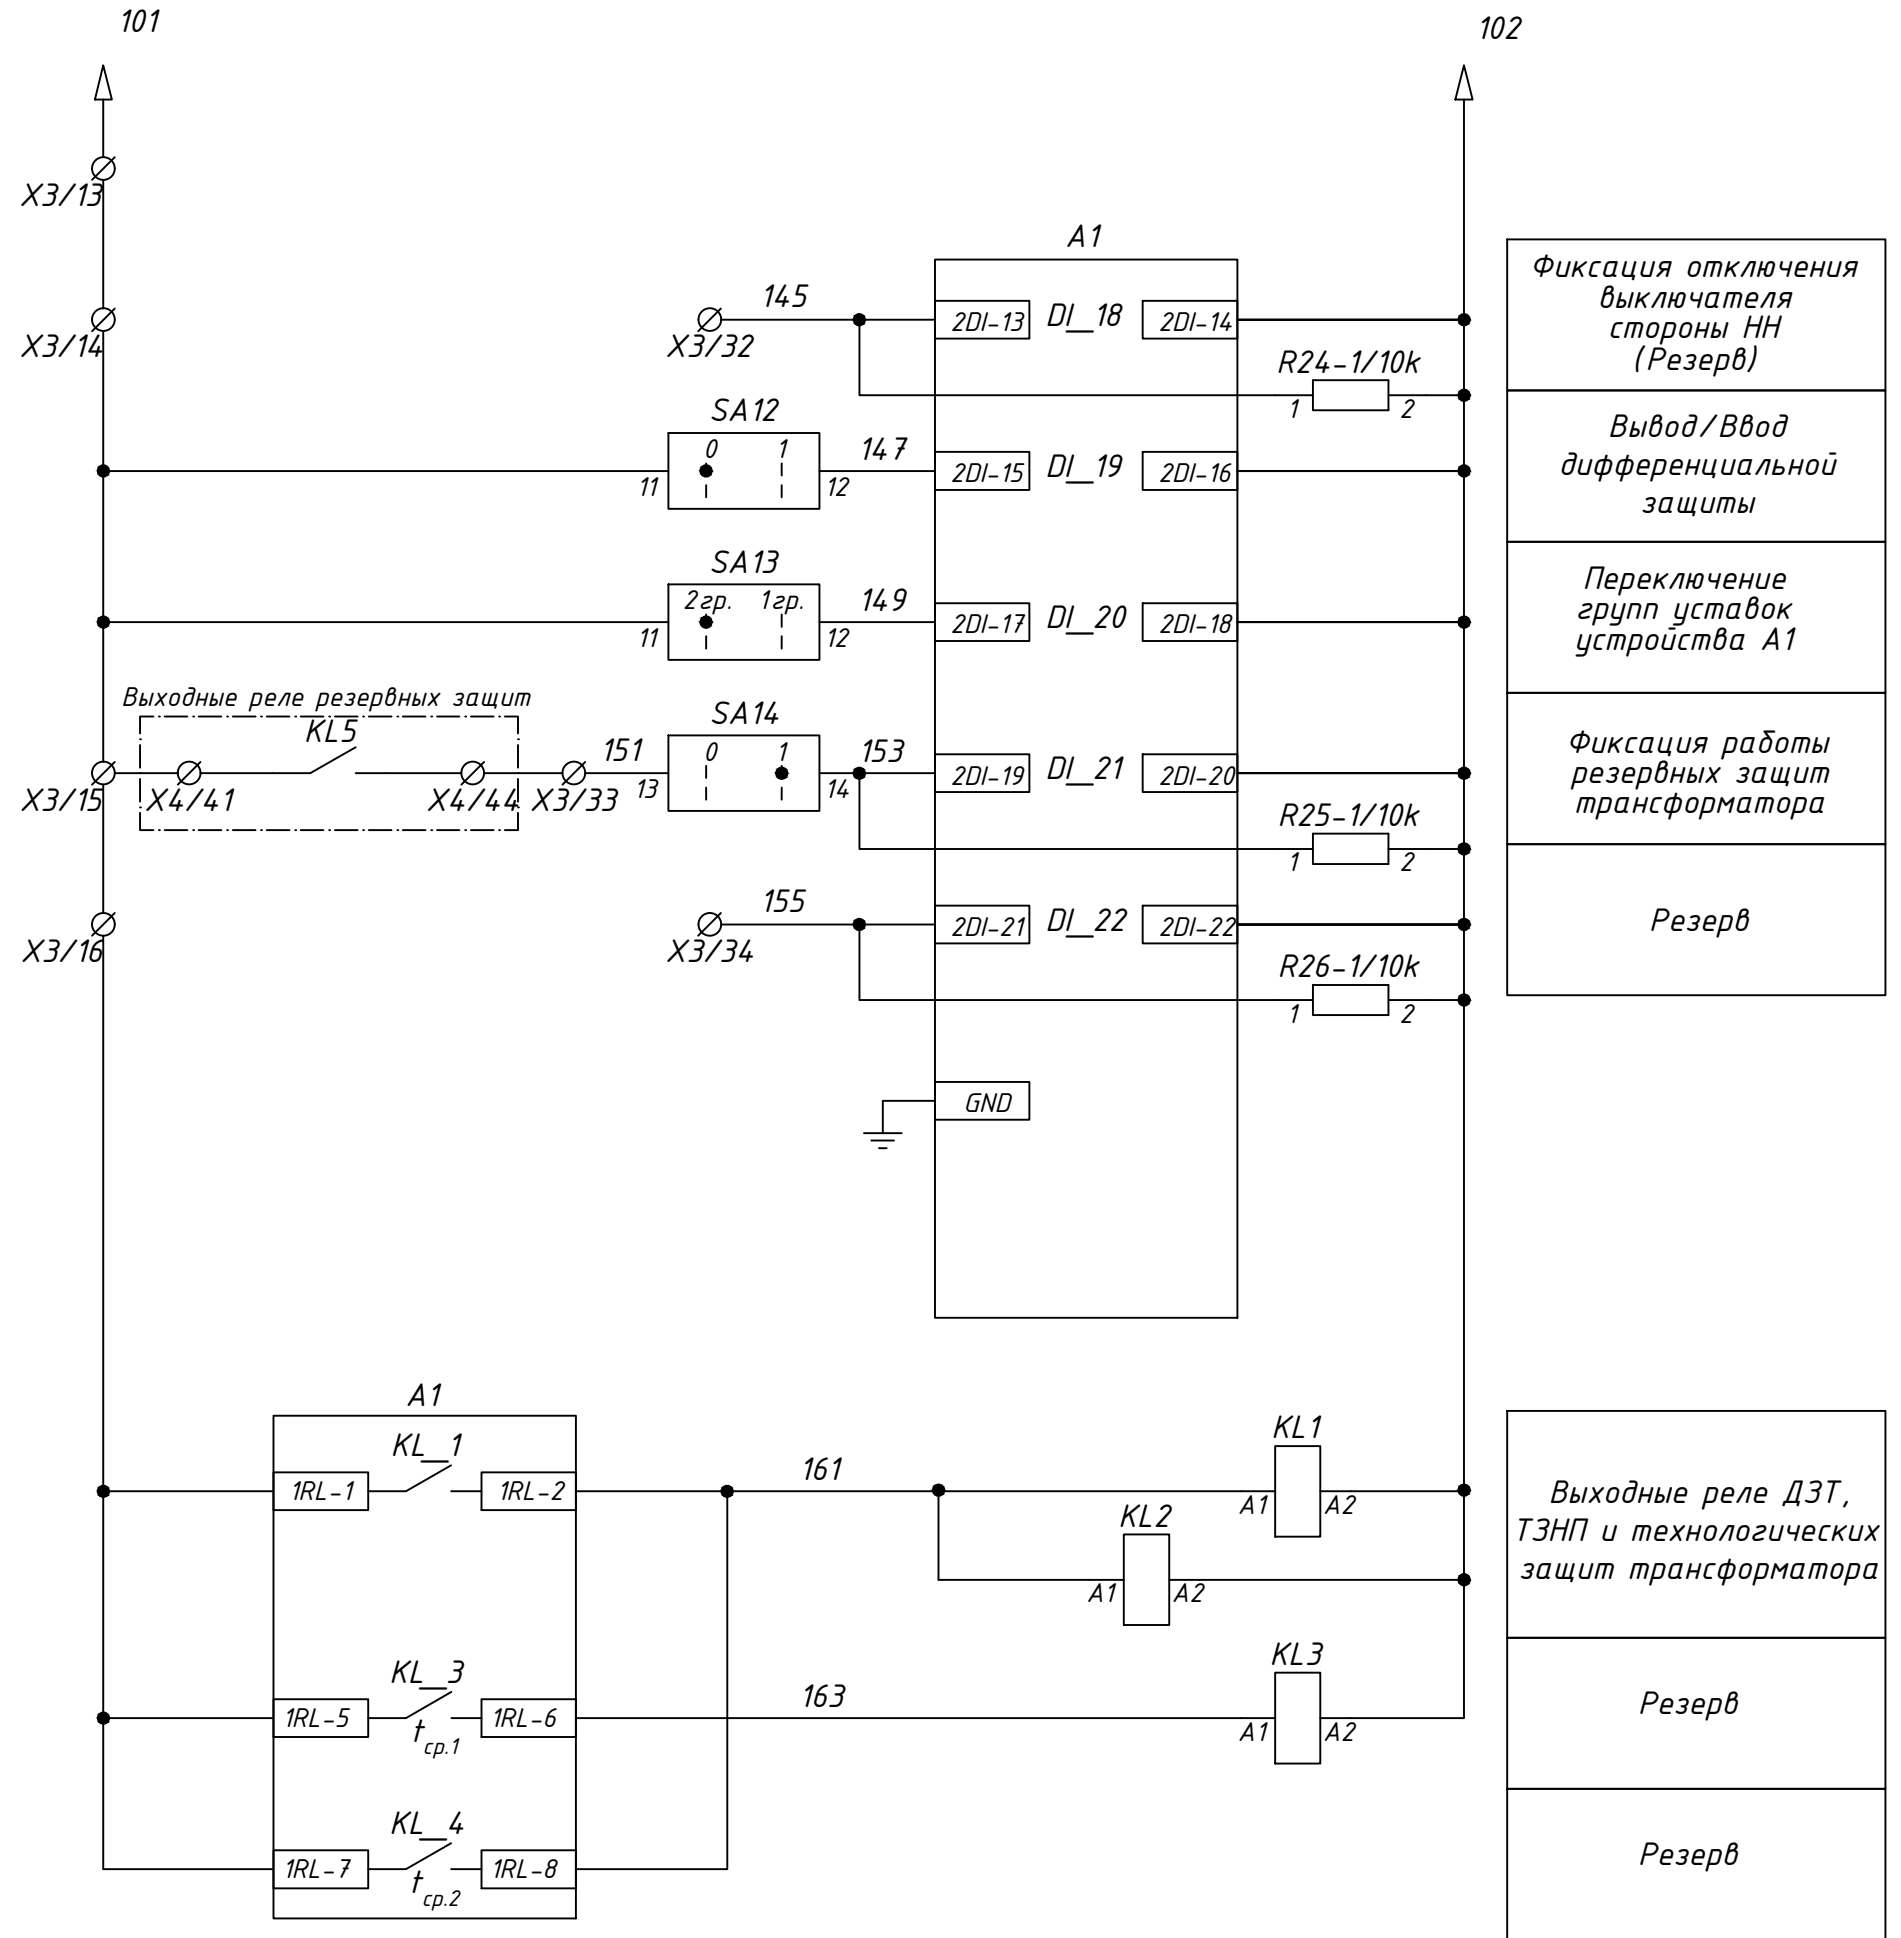 101
102
X3/13
A1
Фиксация отключения
выключателя
стороны НН
(Резерв)
145
2DI-13
DI_18
2DI-14
X3/14
X3/32
R24-1/10k
1
2
SA12
0
1
147
11
12
2DI-15
DI_19
2DI-16
Вывод/Ввод
дифференциальной
защиты
SA13
2гр.
1гр.
149
11
12
2DI-17
DI_20
2DI-18
Переключение
групп уставок
устройства А1
Выходные реле резервных защит
KL5
SA14
0
1
151
153
13
14
X3/15
X4/41
X4/44
X3/33
2DI-19
DI_21
2DI-20
Фиксация работы
резервных защит
трансформатора
R25-1/10k
1
2
155
2DI-21
DI_22
2DI-22
Резерв
X3/16
X3/34
R26-1/10k
1
2
GND
A1
KL_1
1RL-1
1RL-2
161
KL1
A1
A2
KL2
A1
A2
Выходные реле ДЗТ,
ТЗНП и технологических
защит трансформатора
KL_3
1RL-5
1RL-6
tср.1
163
KL3
A1
A2
Резерв
KL_4
1RL-7
1RL-8
tср.2
Резерв